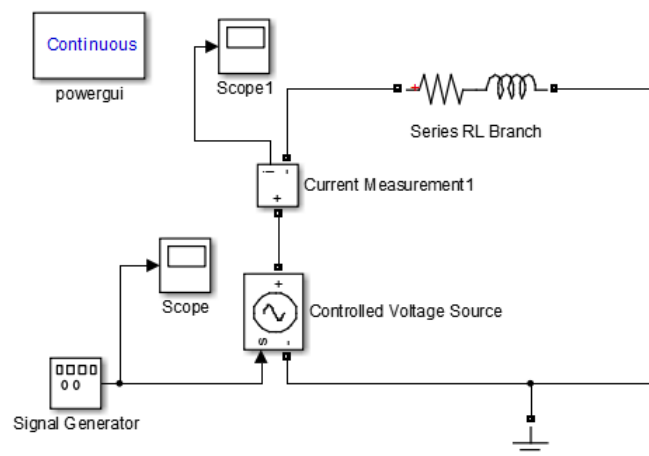 Continuous
powergui
Scope1
Series RL Branch
i -
+
Current Measurement1
Scope
+
s -
Controlled Voltage Source
Signal Generator